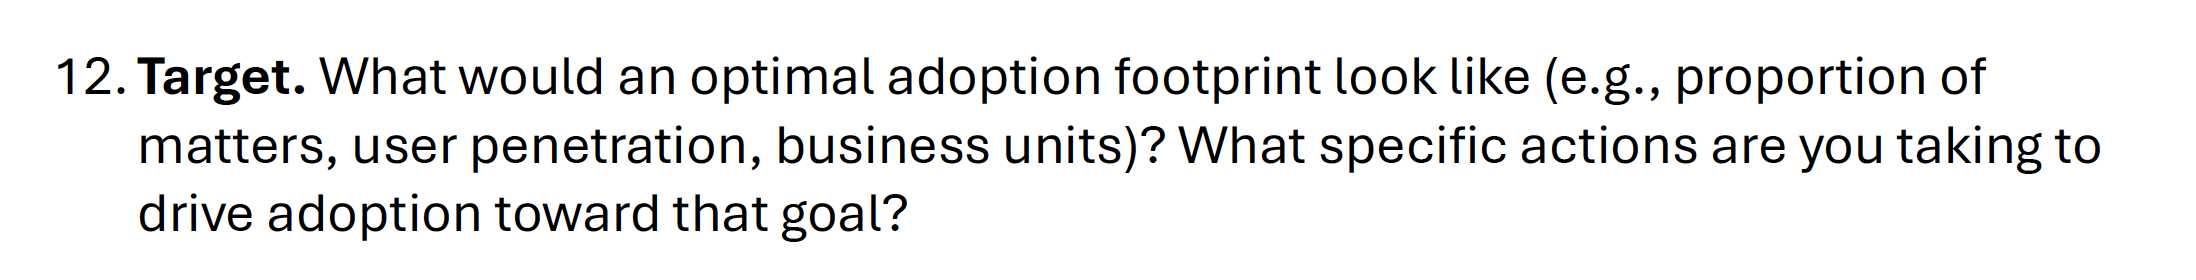 12. Target. What would an optimal adoption footprint look like (e.g., proportion of
matters, user penetration, business units)? What specific actions are you taking to
drive adoption toward that goal?